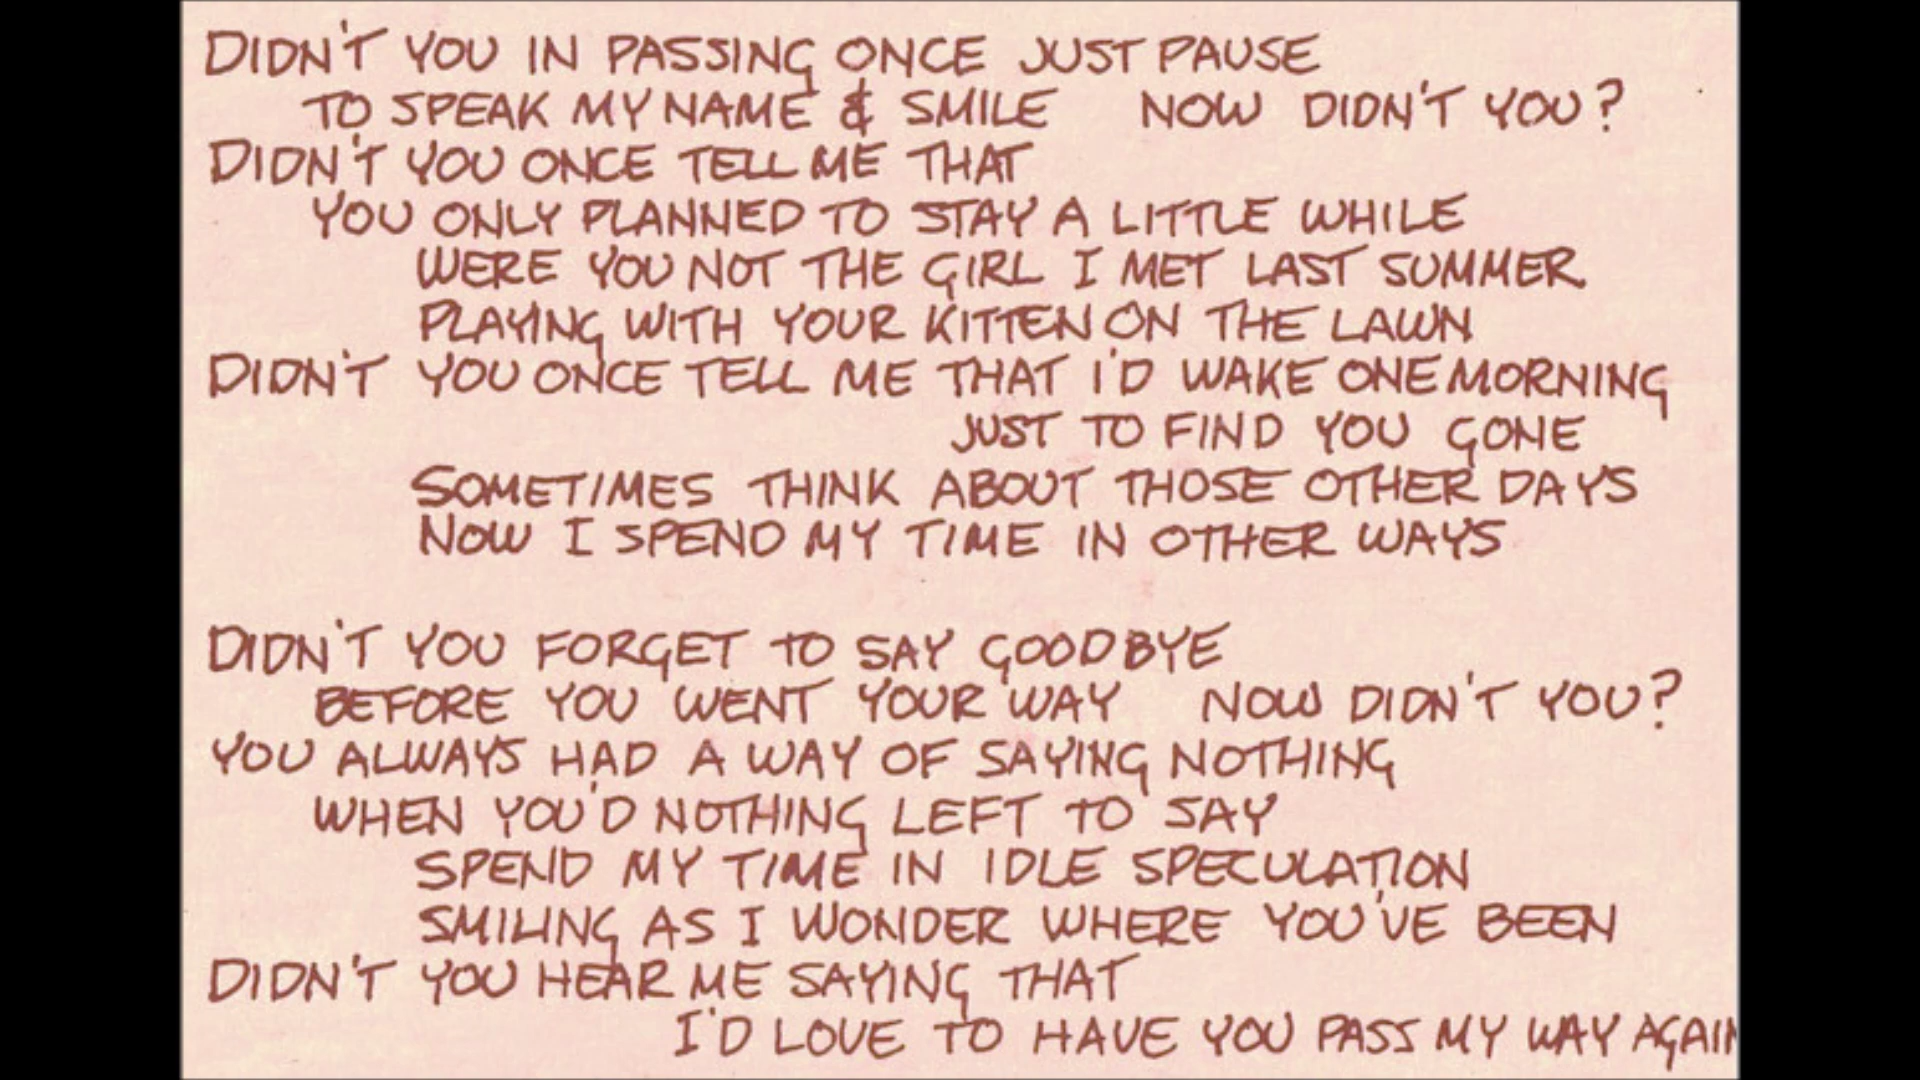 DIDN'T YOU IN PASSING ONCE JUST PAUSE
TO SPEAK MY NAME & SMILE NOW DIDN'T YOU?
DIDN'T YOU ONCE TELL ME THAT
YOU ONLY PLANNED TO STAY A LITTLE WHILE
WERE YOU NOT THE GIRL I MET LAST SUMMER
PLAYING WITH YOUR KITTEN ON THE LAWN
DIDN'T YOU ONCE TELL ME THAT I'D WAKE ONE MORNING
JUST TO FIND YOU GONE
SOMETIMES THINK ABOUT THOSE OTHER DAYS
NOW I SPEND MY TIME IN OTHER WAYS
DIDN'T YOU FORGET TO SAY GOODBYE
BEFORE YOU WENT YOUR WAY NOW DIDN'T YOU?
YOU ALWAYS HAD A WAY OF SAYING NOTHING
WHEN YOU'D NOTHING LEFT TO SAY
SPEND MY TIME IN IDLE SPECULATION
SMILING AS I WONDER WHERE YOU'VE BEEN
DIDN'T YOU HEAR ME SAYING THAT
I'D LOVE TO HAVE YOU PASS MY WAY AGAIN